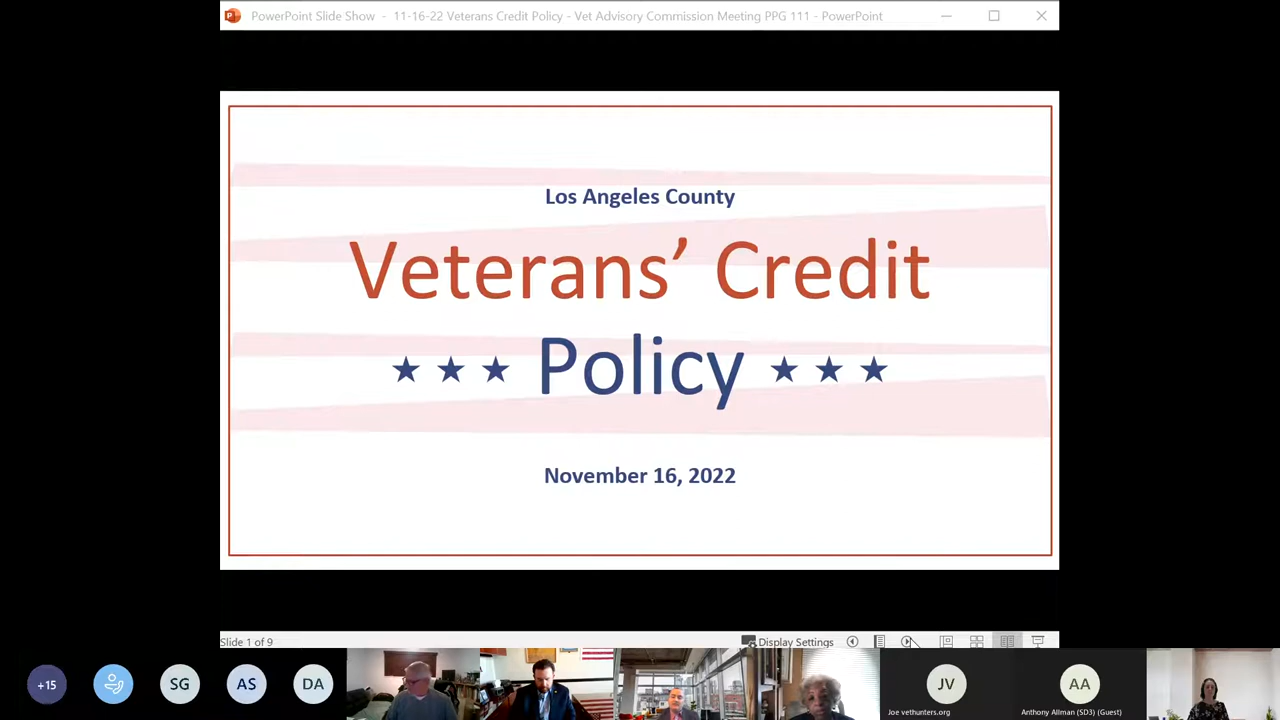 PowerPoint Slide Show - 11-16-22 Veterans Credit Policy - Vet Advisory Commission Meeting PPG 111 - PowerPoint
Los Angeles County
Veterans’ Credit
★ ★ ★ Policy ★ ★ ★
November 16, 2022
Slide 1 of 9
Display Settings
+15
SG
AS
DA
JV
AA
Joe vethunters.org
Anthony Allman (SD3) (Guest)